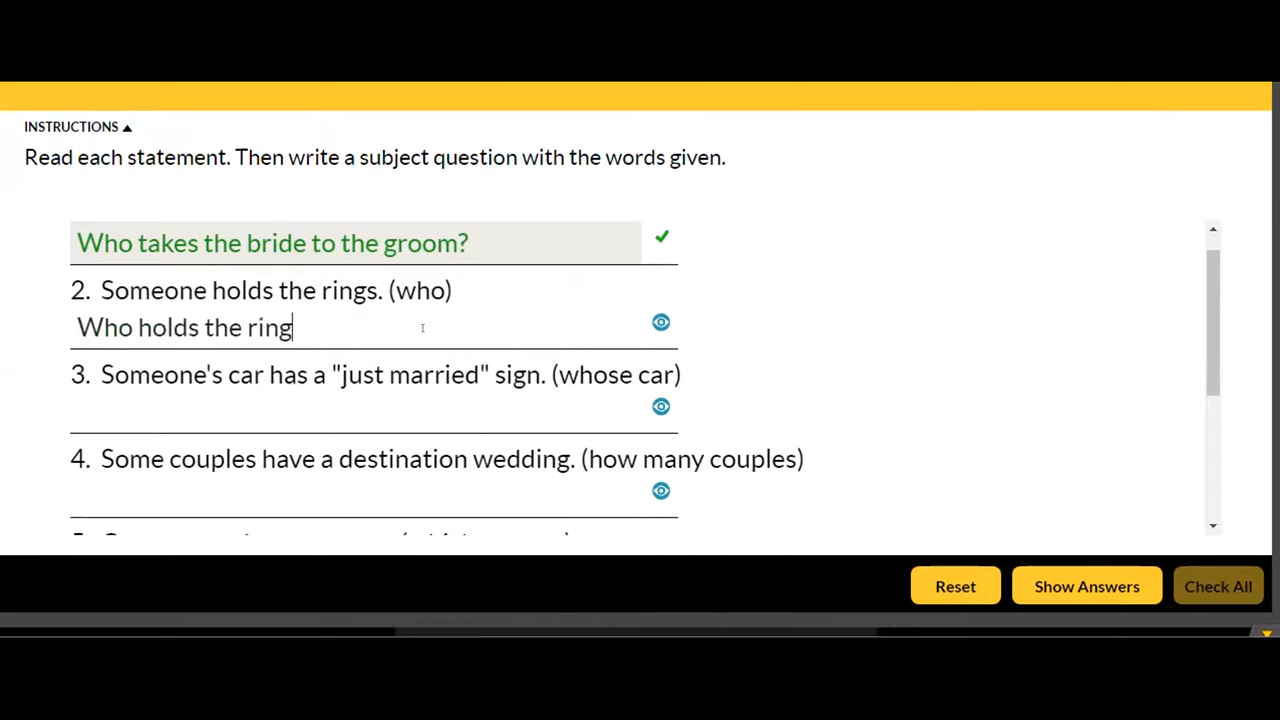 INSTRUCTIONS ▲
Read each statement. Then write a subject question with the words given.
Who takes the bride to the groom? ✔
2. Someone holds the rings. (who)
Who holds the ring
3. Someone's car has a "just married" sign. (whose car)
4. Some couples have a destination wedding. (how many couples)
Reset Show Answers Check All